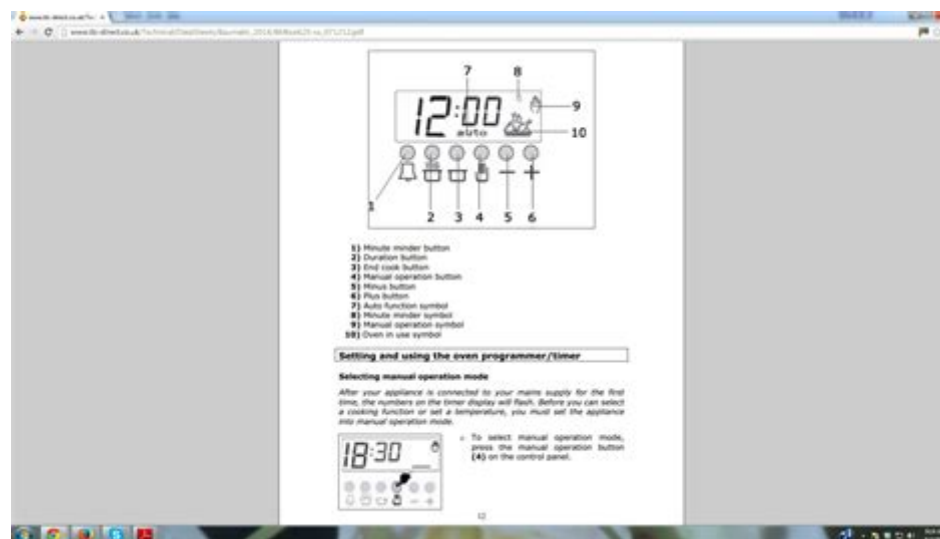 7 8
12:00
auto
9
10
1
2 3 4 5 6
1) Minute minder button
2) Duration button
3) End cook button
4) Manual operation button
5) Minus button
6) Plus button
7) Auto function symbol
8) Minute minder symbol
9) Manual operation symbol
10) Oven in use symbol
Setting and using the oven programmer/timer
Selecting manual operation mode
After your appliance is connected to your mains supply for the first
time, the numbers on the timer display will flash. Before you can select
a cooking function or set a temperature, you must set the appliance
into manual operation mode.
18:30
o To select manual operation mode,
press the manual operation button
(4) on the control panel.
12